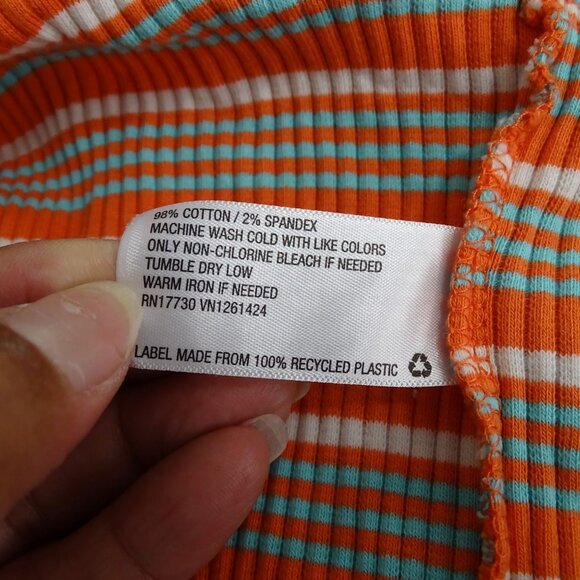 98% COTTON / 2% SPANDEX
MACHINE WASH COLD WITH LIKE COLORS
ONLY NON-CHLORINE BLEACH IF NEEDED
TUMBLE DRY LOW
WARM IRON IF NEEDED
RN17730 VN1261424
LABEL MADE FROM 100% RECYCLED PLASTIC